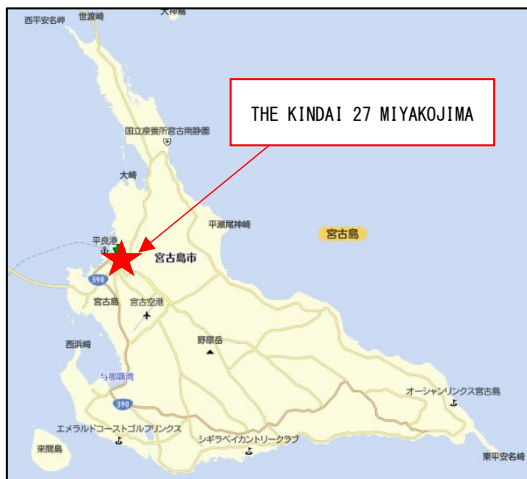 大神島
世渡崎
西平安名岬
THE KINDAI 27 MIYAKOJIMA
国立療養所宮古南静園
大崎
平瀬尾神崎
宮古島
平良港
宮古島市
390
宮古島
宮古空港
西浜崎
野原岳
与那覇湾
オーシャンリンクス宮古島
390
エメラルドコーストゴルフリンクス
シギラベイカントリークラブ
来間島
東平安名崎